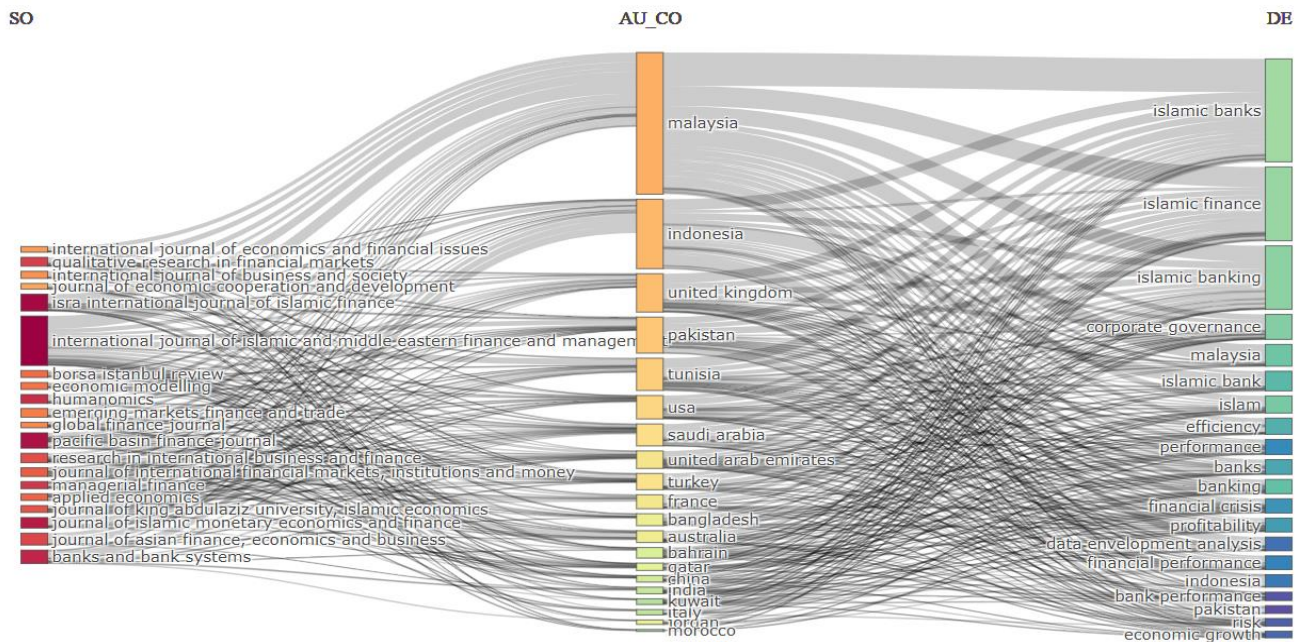 SO
AU_CO
DE
international journal of economics and financial issues
qualitative research in financial markets
international journal of business and society
journal of economic cooperation and development
isra international journal of islamic finance
international journal of islamic and middle eastern finance and manageme
borsa istanbul review
economic modelling
humanomics
emerging markets finance and trade
global finance journal
pacific basin finance journal
research in international business and finance
journal of international financial markets, institutions and money
managerial finance
applied economics
journal of king abdulaziz university, islamic economics
journal of islamic monetary economics and finance
journal of asian finance, economics and business
banks and bank systems
malaysia
indonesia
united kingdom
pakistan
tunisia
usa
saudi arabia
united arab emirates
turkey
france
bangladesh
australia
bahrain
qatar
china
india
kuwait
italy
jordan
morocco
islamic banks
islamic finance
islamic banking
corporate governance
malaysia
islamic bank
islam
efficiency
performance
banks
banking
financial crisis
profitability
data envelopment analysis
financial performance
indonesia
bank performance
pakistan
risk
economic growth